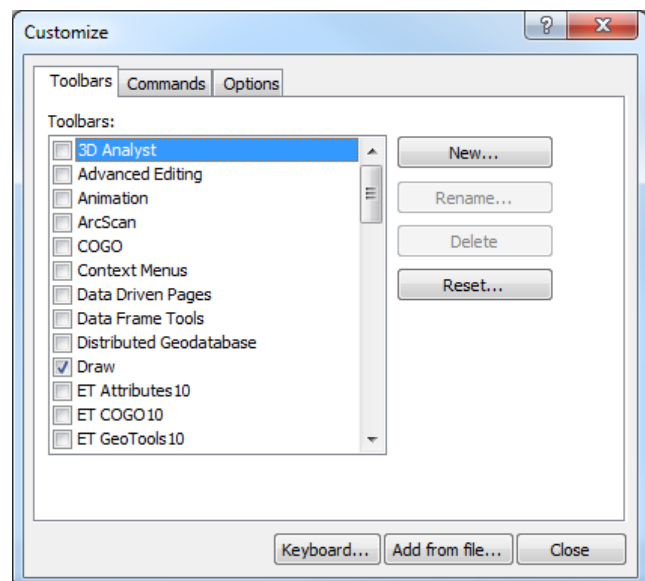 Customize
Toolbars Commands Options
Toolbars:
3D Analyst
Advanced Editing
Animation
ArcScan
COGO
Context Menus
Data Driven Pages
Data Frame Tools
Distributed Geodatabase
Draw
ET Attributes10
ET COGO10
ET GeoTools10
New...
Rename...
Delete
Reset...
Keyboard... Add from file... Close